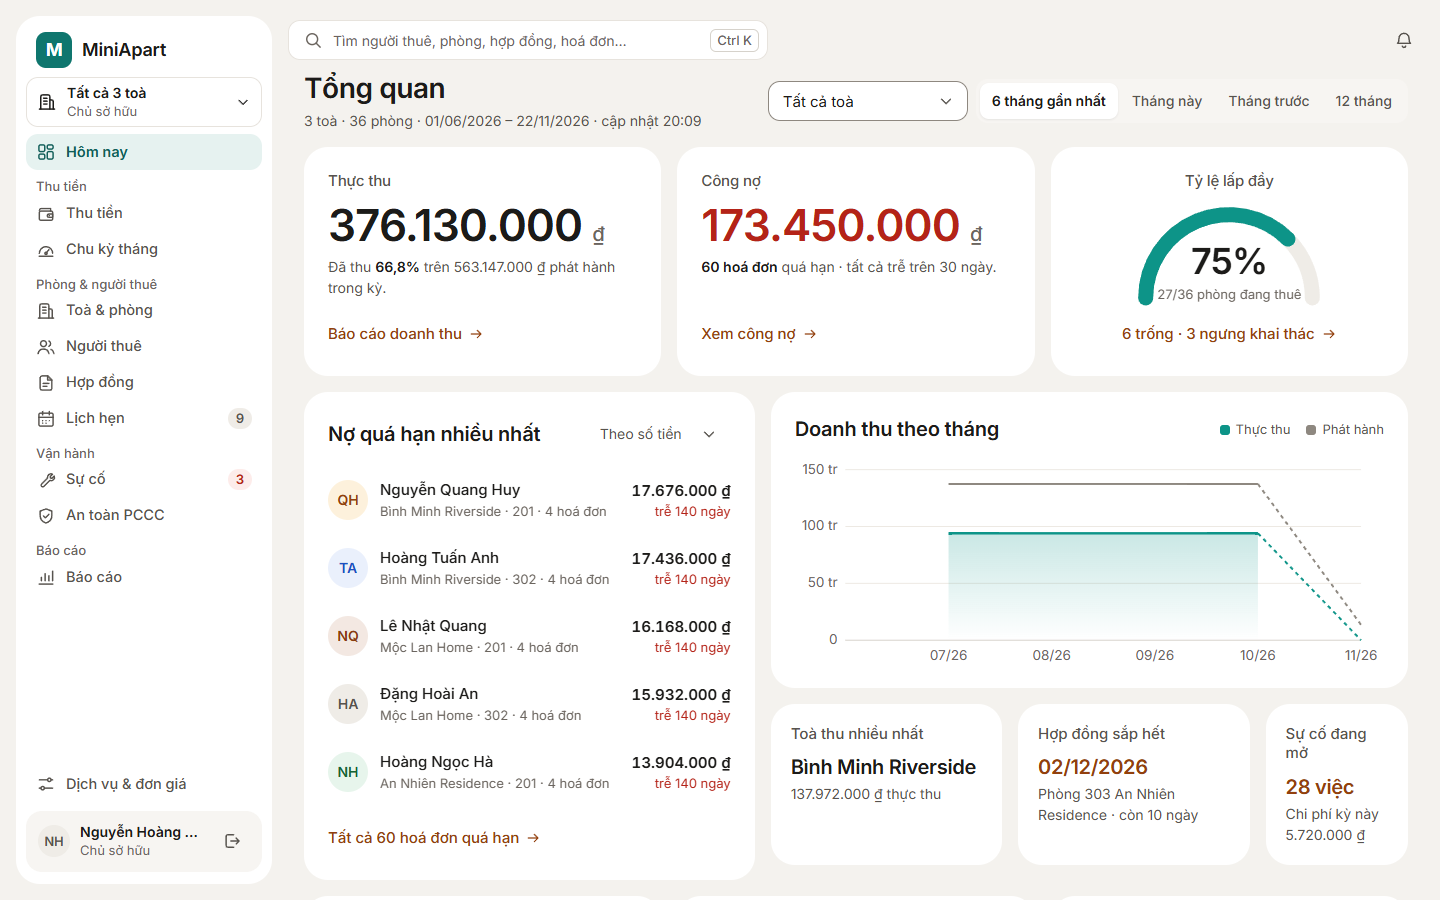 M MiniApart
Tất cả 3 toà
Chủ sở hữu
Hôm nay
Thu tiền
Thu tiền
Chu kỳ tháng
Phòng & người thuê
Toà & phòng
Người thuê
Hợp đồng
Lịch hẹn 9
Vận hành
Sự cố 3
An toàn PCCC
Báo cáo
Báo cáo
Dịch vụ & đơn giá
NH Nguyễn Hoàng ...
Chủ sở hữu
Tìm người thuê, phòng, hợp đồng, hoá đơn... Ctrl K
Tổng quan
3 toà · 36 phòng · 01/06/2026 – 22/11/2026 · cập nhật 20:09
Tất cả toà
6 tháng gần nhất Tháng này Tháng trước 12 tháng
Thực thu
376.130.000 ₫
Đã thu 66,8% trên 563.147.000 ₫ phát hành
trong kỳ.
Báo cáo doanh thu →
Công nợ
173.450.000 ₫
60 hoá đơn quá hạn · tất cả trễ trên 30 ngày.
Xem công nợ →
Tỷ lệ lấp đầy
75%
27/36 phòng đang thuê
6 trống · 3 ngưng khai thác →
Nợ quá hạn nhiều nhất
Theo số tiền
QH Nguyễn Quang Huy 17.676.000 ₫
Bình Minh Riverside · 201 · 4 hoá đơn trễ 140 ngày
TA Hoàng Tuấn Anh 17.436.000 ₫
Bình Minh Riverside · 302 · 4 hoá đơn trễ 140 ngày
NQ Lê Nhật Quang 16.168.000 ₫
Mộc Lan Home · 201 · 4 hoá đơn trễ 140 ngày
HA Đặng Hoài An 15.932.000 ₫
Mộc Lan Home · 302 · 4 hoá đơn trễ 140 ngày
NH Hoàng Ngọc Hà 13.904.000 ₫
An Nhiên Residence · 201 · 4 hoá đơn trễ 140 ngày
Tất cả 60 hoá đơn quá hạn →
Doanh thu theo tháng
Thực thu Phát hành
150 tr
100 tr
50 tr
0
07/26 08/26 09/26 10/26 11/26
Toà thu nhiều nhất
Bình Minh Riverside
137.972.000 ₫ thực thu
Hợp đồng sắp hết
02/12/2026
Phòng 303 An Nhiên
Residence · còn 10 ngày
Sự cố đang
mở
28 việc
Chi phí kỳ này
5.720.000 ₫